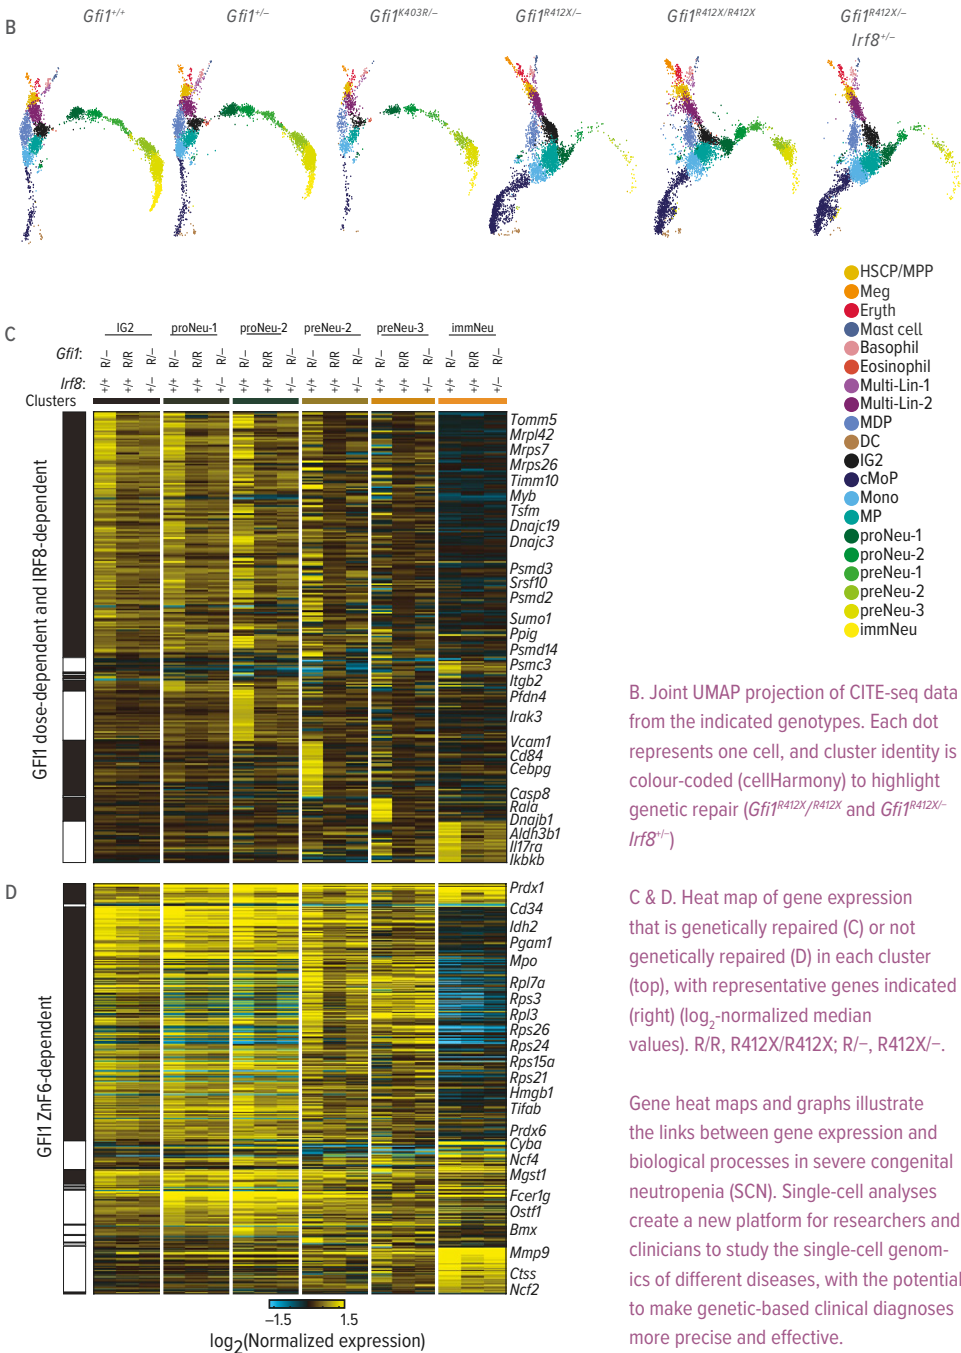 B
Gfi1+/+
Gfi1+/−
Gfi1K403R/−
Gfi1R412X/−
Gfi1R412X/R412X
Gfi1R412X/−
Irf8+/−
HSCP/MPP
Meg
Eryth
Mast cell
Basophil
Eosinophil
Multi-Lin-1
Multi-Lin-2
MDP
DC
IG2
cMoP
Mono
MP
proNeu-1
proNeu-2
preNeu-1
preNeu-2
preNeu-3
immNeu
C
IG2 proNeu-1 proNeu-2 preNeu-2 preNeu-3 immNeu
Gfi1: R/− R/R R/− R/− R/R R/− R/− R/R R/− R/− R/R R/− R/− R/R R/− R/− R/R R/−
Irf8: +/+ +/+ +/− +/+ +/+ +/− +/+ +/+ +/− +/+ +/+ +/− +/+ +/+ +/− +/+ +/+ +/−
Clusters
GFI1 dose-dependent and IRF8-dependent
Tomm5
Mrpl42
Mrps7
Mrps26
Timm10
Myb
Tsfm
Dnajc19
Dnajc3
Psmd3
Srsf10
Psmd2
Sumo1
Ppig
Psmd14
Psmc3
Itgb2
Pfdn4
Irak3
Vcam1
Cd84
Cebpg
Casp8
Rala
Dnajb1
Aldh3b1
Il17ra
Ikbkb
D
GFI1 ZnF6-dependent
Prdx1
Cd34
Idh2
Pgam1
Mpo
Rpl7a
Rps3
Rpl3
Rps26
Rps24
Rps15a
Rps21
Hmgb1
Tifab
Prdx6
Cyba
Ncf4
Mgst1
Fcer1g
Ostf1
Bmx
Mmp9
Ctss
Ncf2
−1.5 1.5
log2(Normalized expression)
B. Joint UMAP projection of CITE-seq data
from the indicated genotypes. Each dot
represents one cell, and cluster identity is
colour-coded (cellHarmony) to highlight
genetic repair (Gfi1R412X/R412X and Gfi1R412X/−
Irf8+/−)
C & D. Heat map of gene expression
that is genetically repaired (C) or not
genetically repaired (D) in each cluster
(top), with representative genes indicated
(right) (log2-normalized median
values). R/R, R412X/R412X; R/−, R412X/−.
Gene heat maps and graphs illustrate
the links between gene expression and
biological processes in severe congenital
neutropenia (SCN). Single-cell analyses
create a new platform for researchers and
clinicians to study the single-cell genom-
ics of different diseases, with the potential
to make genetic-based clinical diagnoses
more precise and effective.